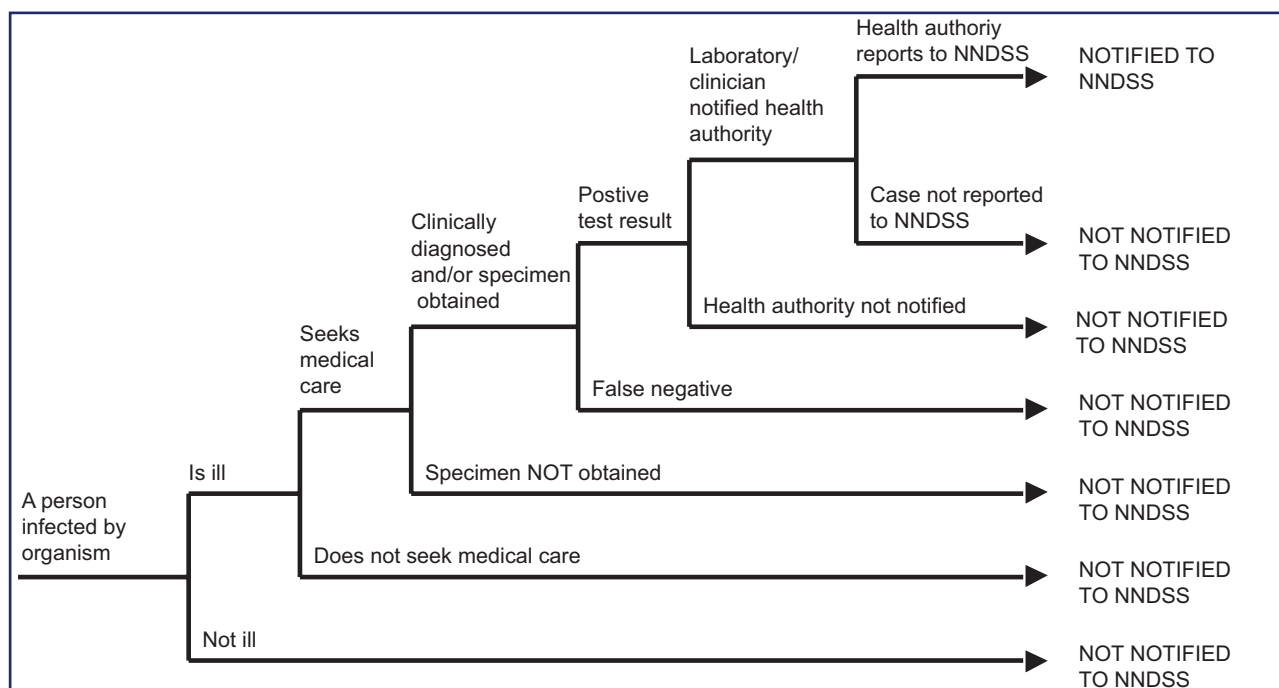 Health authoriy
reports to NNDSS
NOTIFIED TO
NNDSS
Laboratory/
clinician
notified health
authority
Case not reported
to NNDSS
NOT NOTIFIED
TO NNDSS
Postive
test result
Health authority not notified
NOT NOTIFIED
TO NNDSS
Clinically
diagnosed
and/or specimen
obtained
False negative
NOT NOTIFIED
TO NNDSS
Seeks
medical
care
Specimen NOT obtained
NOT NOTIFIED
TO NNDSS
Is ill
Does not seek medical care
NOT NOTIFIED
TO NNDSS
A person
infected by
organism
Not ill
NOT NOTIFIED
TO NNDSS